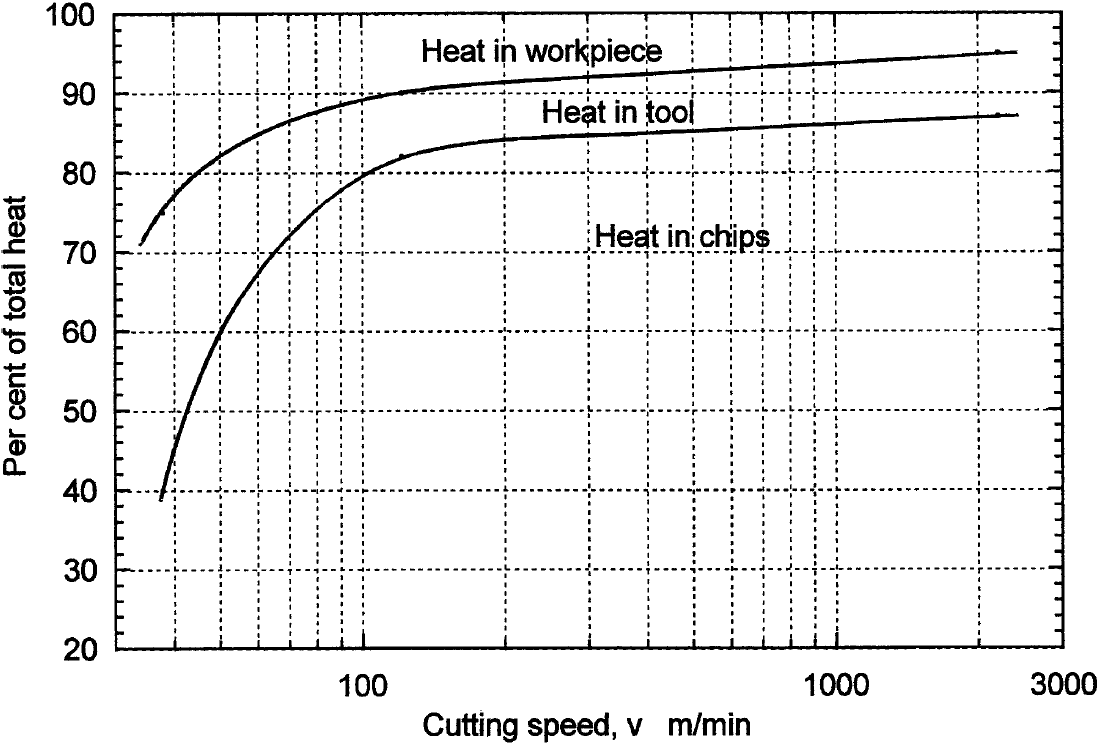 100
90
80
70
60
50
40
30
20
Per cent of total heat
Heat in workpiece
Heat in tool
Heat in chips
100
1000
3000
Cutting speed, v m/min